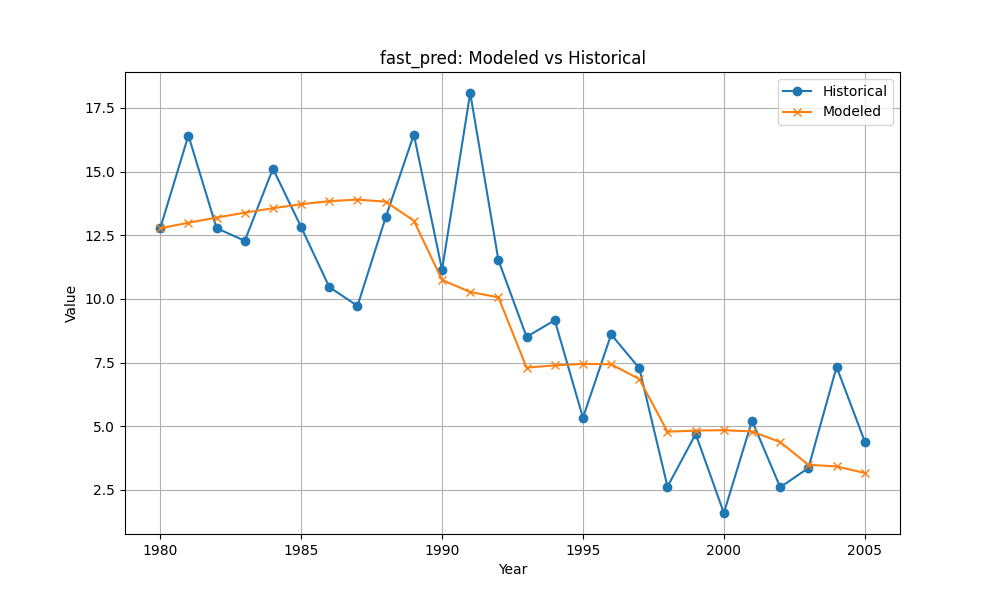 fast_pred: Modeled vs Historical
Historical
Modeled
17.5
15.0
12.5
10.0
7.5
5.0
2.5
Value
1980
1985
1990
1995
2000
2005
Year